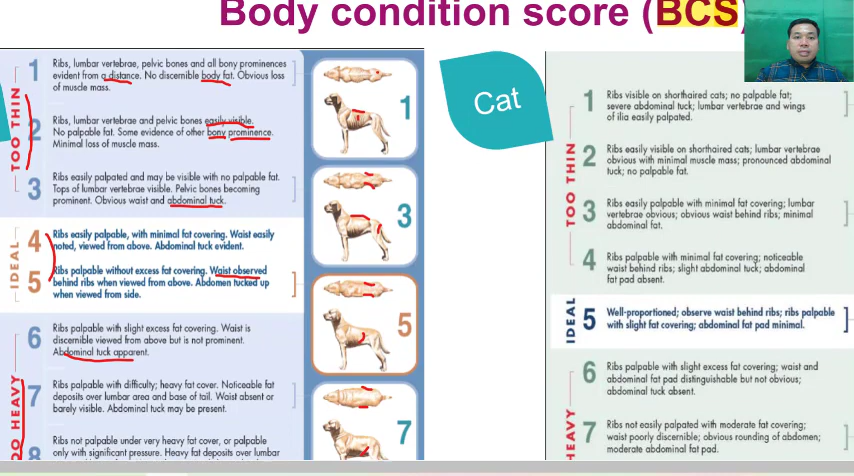 Body condition score (BCS)
TOO THIN
1
Ribs, lumbar vertebrae, pelvic bones and all bony prominences
evident from a distance. No discernible body fat. Obvious loss
of muscle mass.
2
Ribs, lumbar vertebrae and pelvic bones easily visible.
No palpable fat. Some evidence of other bony prominence.
Minimal loss of muscle mass.
3
Ribs easily palpated and may be visible with no palpable fat.
Tops of lumbar vertebrae visible. Pelvic bones becoming
prominent. Obvious waist and abdominal tuck.
IDEAL
4
Ribs easily palpable, with minimal fat covering. Waist easily
noted, viewed from above. Abdominal tuck evident.
5
Ribs palpable without excess fat covering. Waist observed
behind ribs when viewed from above. Abdomen tucked up
when viewed from side.
6
Ribs palpable with slight excess fat covering. Waist is
discernible viewed from above but is not prominent.
Abdominal tuck apparent.
OO HEAVY
7
Ribs palpable with difficulty; heavy fat cover. Noticeable fat
deposits over lumbar area and base of tail. Waist absent or
barely visible. Abdominal tuck may be present.
8
Ribs not palpable under very heavy fat cover, or palpable
only with significant pressure. Heavy fat deposits over lumbar
1
3
5
7
Cat
TOO THIN
1
Ribs visible on shorthaired cats; no palpable fat;
severe abdominal tuck; lumbar vertebrae and wings
of ilia easily palpated.
2
Ribs easily visible on shorthaired cats; lumbar vertebrae
obvious with minimal muscle mass; pronounced abdominal
tuck; no palpable fat.
3
Ribs easily palpable with minimal fat covering; lumbar
vertebrae obvious; obvious waist behind ribs; minimal
abdominal fat.
4
Ribs palpable with minimal fat covering; noticeable
waist behind ribs; slight abdominal tuck; abdominal
fat pad absent.
IDEAL
5
Well-proportioned; observe waist behind ribs; ribs palpable
with slight fat covering; abdominal fat pad minimal.
6
Ribs palpable with slight excess fat covering; waist and
abdominal fat pad distinguishable but not obvious;
abdominal tuck absent.
HEAVY
7
Ribs not easily palpated with moderate fat covering;
waist poorly discernible; obvious rounding of abdomen;
moderate abdominal fat pad.